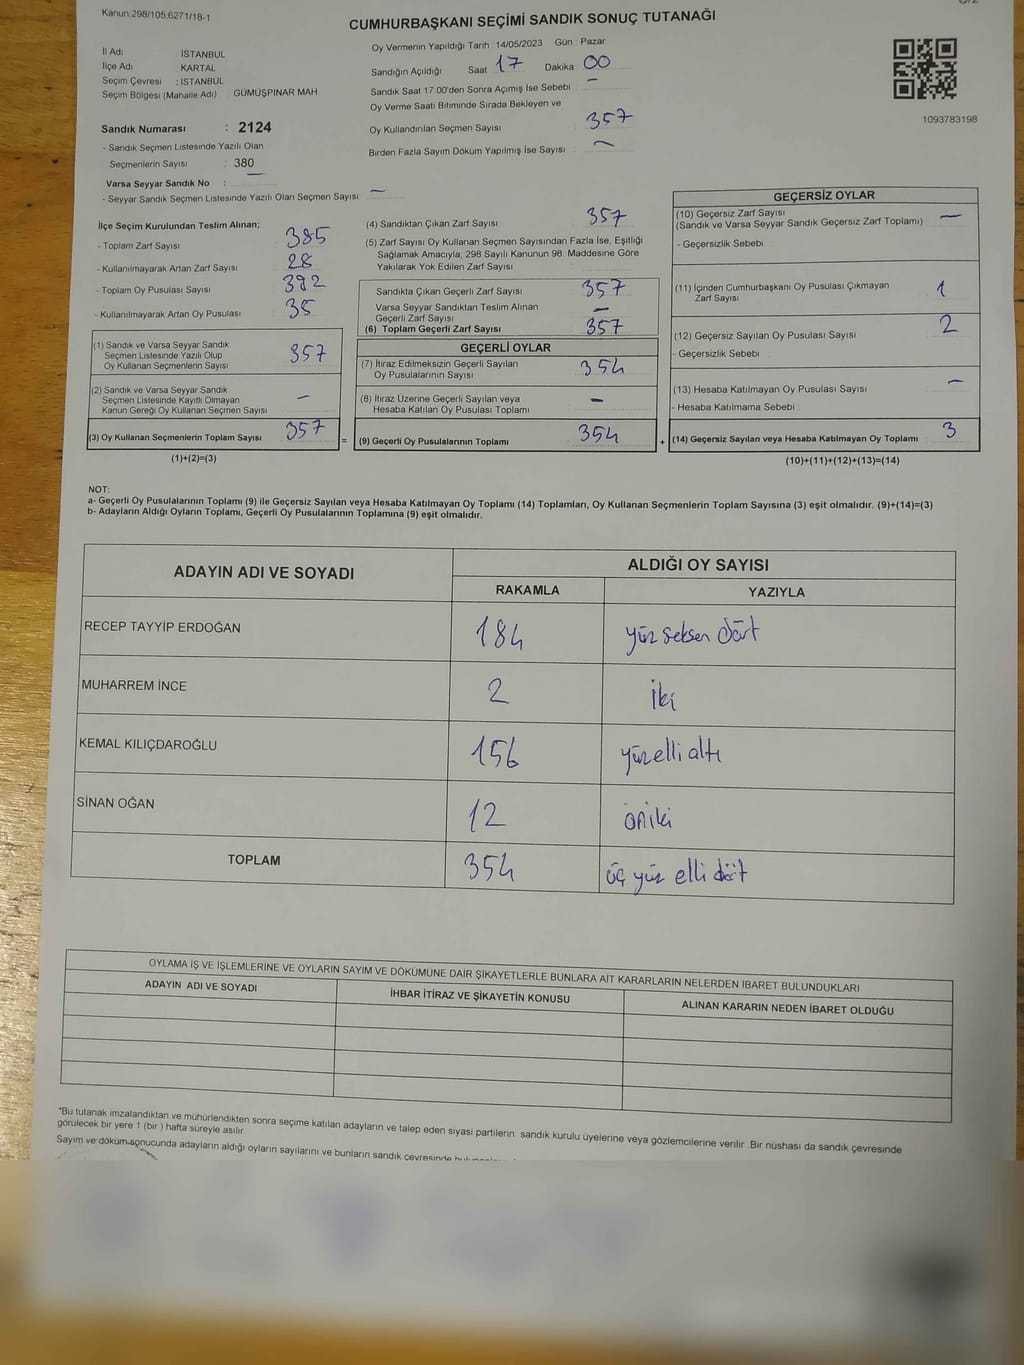 Kanun:298/105,6271/18-1
CUMHURBAŞKANI SEÇİMİ SANDIK SONUÇ TUTANAĞI
İl Adı İSTANBUL
İlçe Adı KARTAL
Seçim Çevresi : İSTANBUL
Seçim Bölgesi (Mahalle Adı) : GÜMÜŞPINAR MAH
Sandık Numarası : 2124
- Sandık Seçmen Listesinde Yazılı Olan
Seçmenlerin Sayısı : 380
Varsa Seyyar Sandık No :
- Seyyar Sandık Seçmen Listesinde Yazılı Olan Seçmen Sayısı: —
Oy Vermenin Yapıldığı Tarih :14/05/2023 Gün : Pazar
Sandığın Açıldığı Saat 17 Dakika 00
Sandık Saat 17:00'den Sonra Açımış İse Sebebi —
Oy Verme Saati Bitiminde Sırada Bekleyen ve
Oy Kullandırılan Seçmen Sayısı 357
Birden Fazla Sayım Döküm Yapılmış İse Sayısı —
1093783198
İlçe Seçim Kurulundan Teslim Alınan;
- Toplam Zarf Sayısı 385
- Kullanılmayarak Artan Zarf Sayısı 28
- Toplam Oy Pusulası Sayısı 392
- Kullanılmayarak Artan Oy Pusulası 35
(1) Sandık ve Varsa Seyyar Sandık
Seçmen Listesinde Yazılı Olup
Oy Kullanan Seçmenlerin Sayısı 357
(2) Sandık ve Varsa Seyyar Sandık
Seçmen Listesinde Kayıtlı Olmayan
Kanun Gereği Oy Kullanan Seçmen Sayısı —
(3) Oy Kullanan Seçmenlerin Toplam Sayısı 357
(1)+(2)=(3)
(4) Sandıktan Çıkan Zarf Sayısı 357
(5) Zarf Sayısı Oy Kullanan Seçmen Sayısından Fazla İse, Eşitliği
Sağlamak Amacıyla, 298 Sayılı Kanunun 98. Maddesine Göre
Yakılarak Yok Edilen Zarf Sayısı
Sandıkta Çıkan Geçerli Zarf Sayısı 357
Varsa Seyyar Sandıktan Teslim Alınan
Geçerli Zarf Sayısı —
(6) Toplam Geçerli Zarf Sayısı 357
GEÇERLİ OYLAR
(7) İtiraz Edilmeksizin Geçerli Sayılan
Oy Pusulalarının Sayısı 354
(8) İtiraz Üzerine Geçerli Sayılan veya
Hesaba Katılan Oy Pusulası Toplamı —
= (9) Geçerli Oy Pusulalarının Toplamı 354
GEÇERSİZ OYLAR
(10) Geçersiz Zarf Sayısı —
(Sandık ve Varsa Seyyar Sandık Geçersiz Zarf Toplamı)
- Geçersizlik Sebebi
(11) İçinden Cumhurbaşkanı Oy Pusulası Çıkmayan
Zarf Sayısı 1
(12) Geçersiz Sayılan Oy Pusulası Sayısı 2
- Geçersizlik Sebebi
(13) Hesaba Katılmayan Oy Pusulası Sayısı —
- Hesaba Katılmama Sebebi
+ (14) Geçersiz Sayılan veya Hesaba Katılmayan Oy Toplamı 3
(10)+(11)+(12)+(13)=(14)
NOT:
a- Geçerli Oy Pusulalarının Toplamı (9) ile Geçersiz Sayılan veya Hesaba Katılmayan Oy Toplamı (14) Toplamları, Oy Kullanan Seçmenlerin Toplam Sayısına (3) eşit olmalıdır. (9)+(14)=(3)
b- Adayların Aldığı Oyların Toplamı, Geçerli Oy Pusulalarının Toplamına (9) eşit olmalıdır.
ADAYIN ADI VE SOYADI ALDIĞI OY SAYISI
RAKAMLA YAZIYLA
RECEP TAYYİP ERDOĞAN 184 yüz seksen dört
MUHARREM İNCE 2 iki
KEMAL KILIÇDAROĞLU 156 yüzelli altı
SİNAN OĞAN 12 oniki
TOPLAM 354 üç yüz elli dört
OYLAMA İŞ VE İŞLEMLERİNE VE OYLARIN SAYIM VE DÖKÜMÜNE DAİR ŞİKAYETLERLE BUNLARA AİT KARARLARIN NELERDEN İBARET BULUNDUKLARI
ADAYIN ADI VE SOYADI İHBAR İTİRAZ VE ŞİKAYETİN KONUSU ALINAN KARARIN NEDEN İBARET OLDUĞU
*Bu tutanak imzalandıktan ve mühürlendikten sonra seçime katılan adayların ve talep eden siyasi partilerin sandık kurulu üyelerine veya gözlemcilerine verilir Bir nüshası da sandık çevresinde
görülecek bir yere 1 (bir ) hafta süreyle asılır
Sayım ve döküm sonucunda adayların aldığı oyların sayılarını ve bunların sandık çevresinde